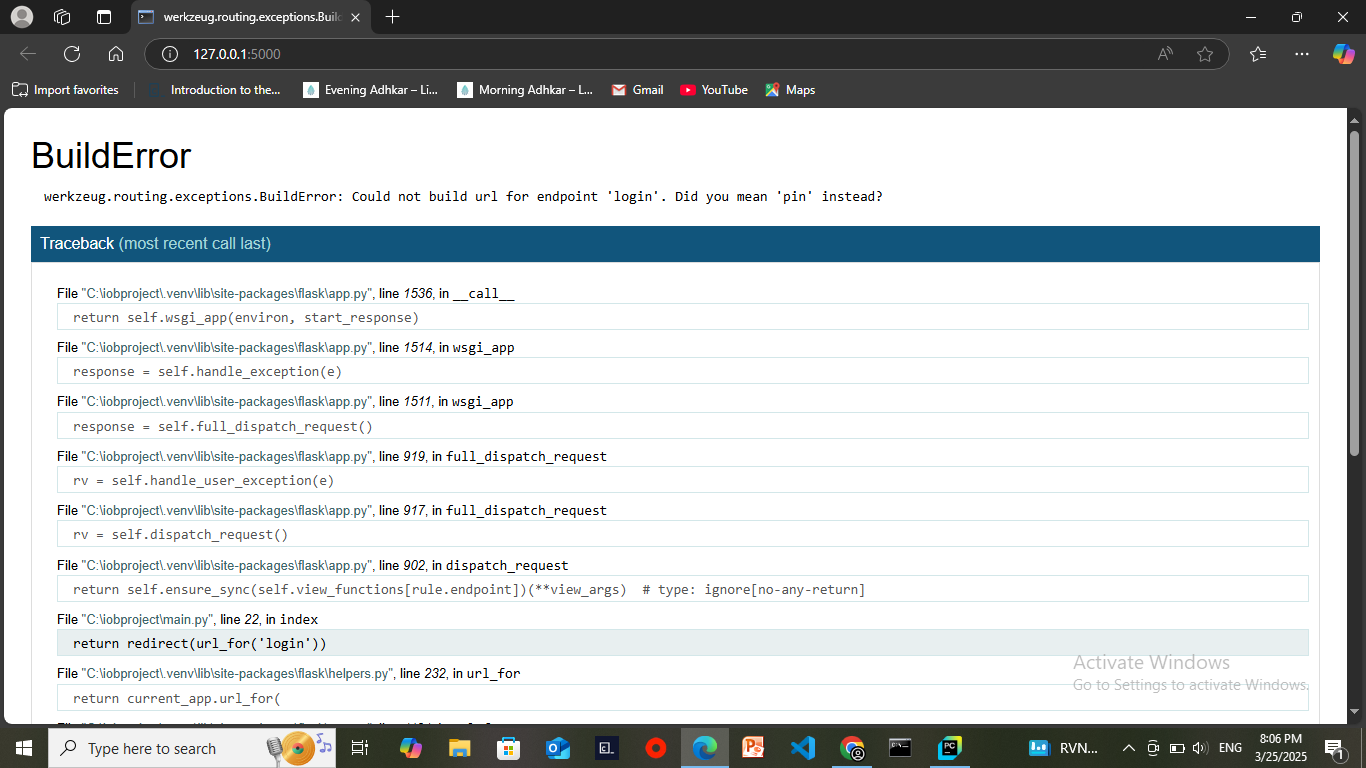 werkzeug.routing.exceptions.Buil
127.0.0.1:5000
Import favorites
Introduction to the...
Evening Adhkar – Li...
Morning Adhkar – L...
Gmail
YouTube
Maps
BuildError
werkzeug.routing.exceptions.BuildError: Could not build url for endpoint 'login'. Did you mean 'pin' instead?
Traceback (most recent call last)
File "C:\iobproject\.venv\lib\site-packages\flask\app.py", line 1536, in __call__
return self.wsgi_app(environ, start_response)
File "C:\iobproject\.venv\lib\site-packages\flask\app.py", line 1514, in wsgi_app
response = self.handle_exception(e)
File "C:\iobproject\.venv\lib\site-packages\flask\app.py", line 1511, in wsgi_app
response = self.full_dispatch_request()
File "C:\iobproject\.venv\lib\site-packages\flask\app.py", line 919, in full_dispatch_request
rv = self.handle_user_exception(e)
File "C:\iobproject\.venv\lib\site-packages\flask\app.py", line 917, in full_dispatch_request
rv = self.dispatch_request()
File "C:\iobproject\.venv\lib\site-packages\flask\app.py", line 902, in dispatch_request
return self.ensure_sync(self.view_functions[rule.endpoint])(**view_args)  # type: ignore[no-any-return]
File "C:\iobproject\main.py", line 22, in index
return redirect(url_for('login'))
File "C:\iobproject\.venv\lib\site-packages\flask\helpers.py", line 232, in url_for
return current_app.url_for(
Activate Windows
Go to Settings to activate Windows.
Type here to search
RVN...
ENG
8:06 PM
3/25/2025
1